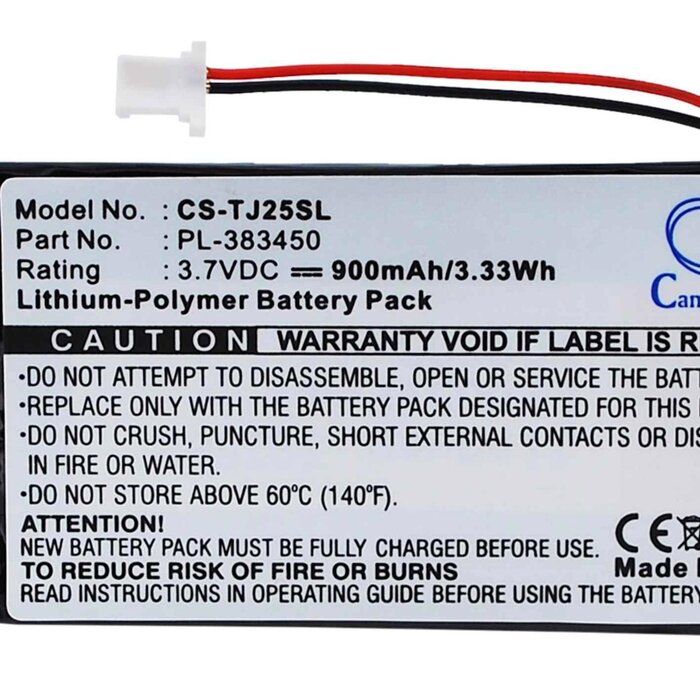 Model No. : CS-TJ25SL
Part No. : PL-383450
Rating : 3.7VDC ⎓ 900mAh/3.33Wh
Lithium-Polymer Battery Pack
CAUTION WARRANTY VOID IF LABEL IS R
•DO NOT ATTEMPT TO DISASSEMBLE, OPEN OR SERVICE THE BATT
•REPLACE ONLY WITH THE BATTERY PACK DESIGNATED FOR THIS
•DO NOT CRUSH, PUNCTURE, SHORT EXTERNAL CONTACTS OR DIS
IN FIRE OR WATER.
•DO NOT STORE ABOVE 60°C (140°F).
ATTENTION!
NEW BATTERY PACK MUST BE FULLY CHARGED BEFORE USE.
TO REDUCE RISK OF FIRE OR BURNS
READ INSTRUCTIONS IN OPERATING GUIDE BEFORE USING THE BATTERY
Cam
CE
Made